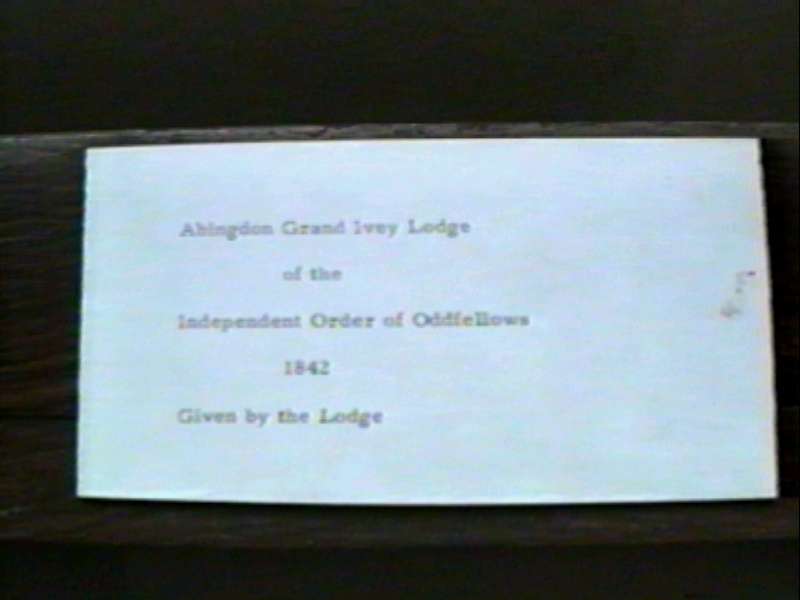 Abingdon Grand Ivey Lodge
of the
Independent Order of Oddfellows
1842
Given by the Lodge